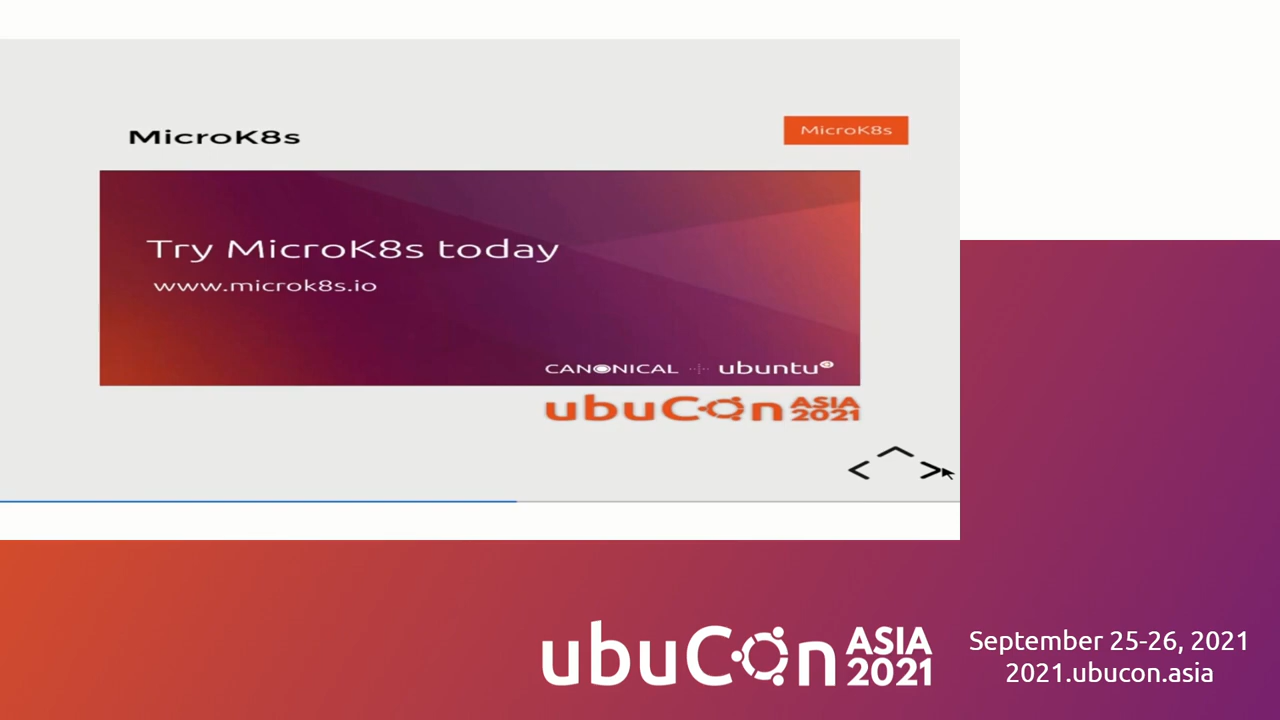 MicroK8s
MicroK8s
Try MicroK8s today
www.microk8s.io
CANONICAL ubuntu
ubuCon ASIA 2021
ubuCon ASIA 2021
September 25-26, 2021
2021.ubucon.asia